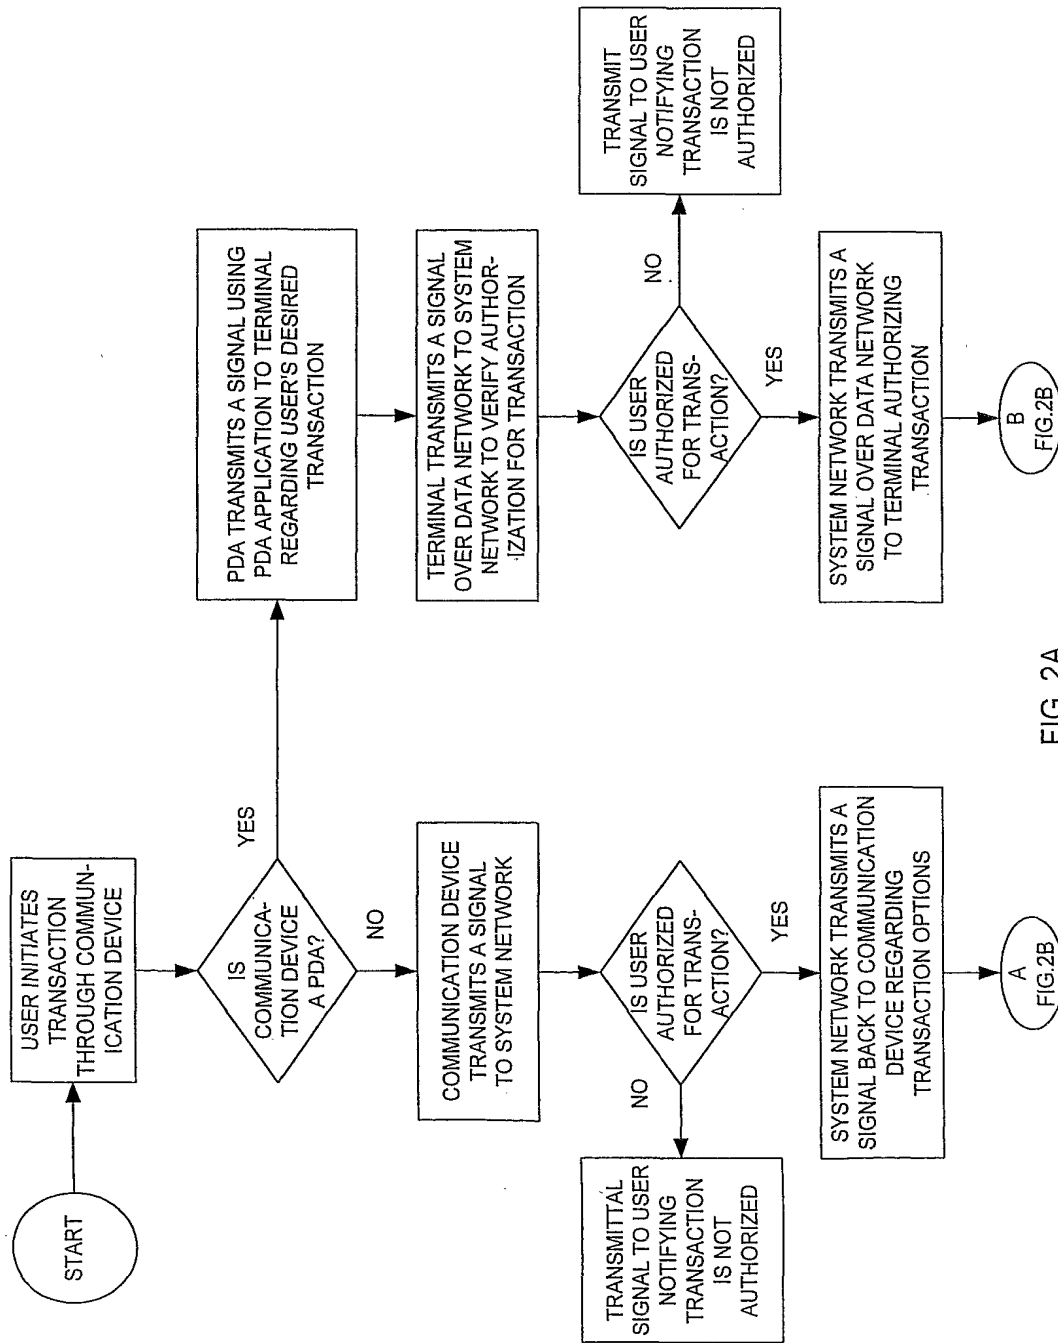 START
USER INITIATES
TRANSACTION
THROUGH COMMUN-
ICATION DEVICE
IS
COMMUNICA-
TION DEVICE
A PDA?
YES
NO
PDA TRANSMITS A SIGNAL USING
PDA APPLICATION TO TERMINAL
REGARDING USER'S DESIRED
TRANSACTION
COMMUNICATION DEVICE
TRANSMITS A SIGNAL
TO SYSTEM NETWORK
TERMINAL TRANSMITS A SIGNAL
OVER DATA NETWORK TO SYSTEM
NETWORK TO VERIFY AUTHOR-
IZATION FOR TRANSACTION
IS USER
AUTHORIZED
FOR TRANS-
ACTION?
NO
YES
TRANSMITTAL
SIGNAL TO USER
NOTIFYING
TRANSACTION
IS NOT
AUTHORIZED
IS USER
AUTHORIZED
FOR TRANS-
ACTION?
NO
YES
TRANSMIT
SIGNAL TO USER
NOTIFYING
TRANSACTION
IS NOT
AUTHORIZED
SYSTEM NETWORK TRANSMITS A
SIGNAL BACK TO COMMUNICATION
DEVICE REGARDING
TRANSACTION OPTIONS
SYSTEM NETWORK TRANSMITS A
SIGNAL OVER DATA NETWORK
TO TERMINAL AUTHORIZING
TRANSACTION
A
FIG.2B
B
FIG.2B
FIG. 2A